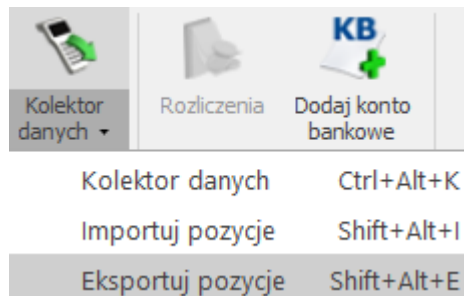 KB
Kolektor danych
Rozliczenia
Dodaj konto bankowe
Kolektor danych Ctrl+Alt+K
Importuj pozycje Shift+Alt+I
Eksportuj pozycje Shift+Alt+E